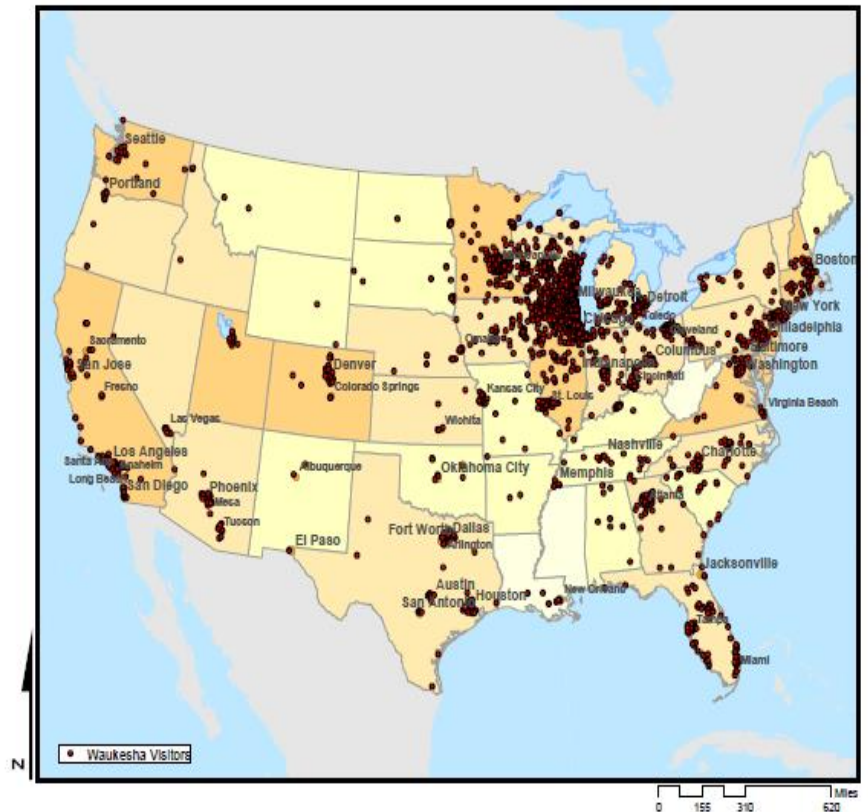 Seattle
Portland
Boston
Milwaukee
Detroit
New York
Chicago
Toledo
Cleveland
Philadelphia
Sacramento
Omaha
Columbus
Baltimore
San Jose
Denver
Indianapolis
Washington
Fresno
Colorado Springs
Kansas City
Cincinnati
St. Louis
Virginia Beach
Las Vegas
Wichita
Nashville
Los Angeles
Charlotte
Santa Ana
Anaheim
Albuquerque
Oklahoma City
Memphis
Long Beach
San Diego
Phoenix
Mesa
Atlanta
Tucson
Fort Worth
Dallas
Arlington
El Paso
Jacksonville
Austin
San Antonio
Houston
New Orleans
Tampa
Miami
Waukesha Visitors
N
Miles
0 155 310 620